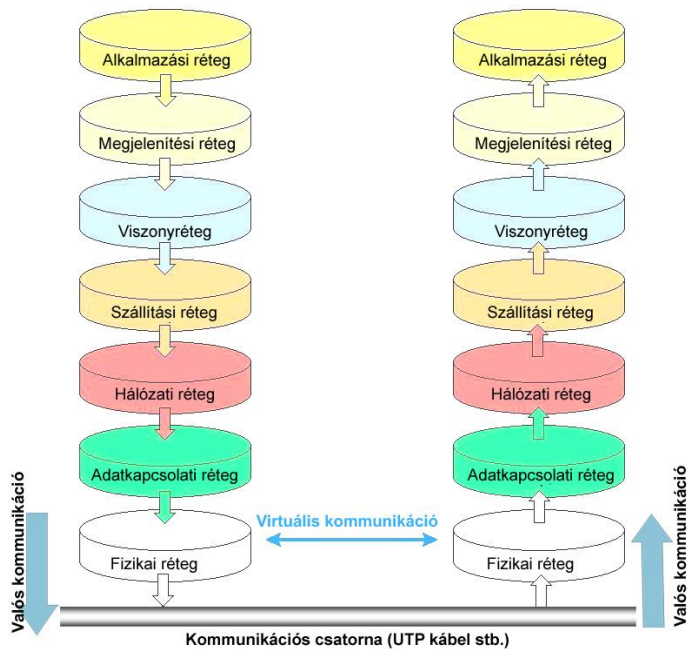 Alkalmazási réteg
Alkalmazási réteg
Megjelenítési réteg
Megjelenítési réteg
Viszonyréteg
Viszonyréteg
Szállítási réteg
Szállítási réteg
Hálózati réteg
Hálózati réteg
Adatkapcsolati réteg
Adatkapcsolati réteg
Valós kommunikáció
Virtuális kommunikáció
Valós kommunikáció
Fizikai réteg
Fizikai réteg
Kommunikációs csatorna (UTP kábel stb.)